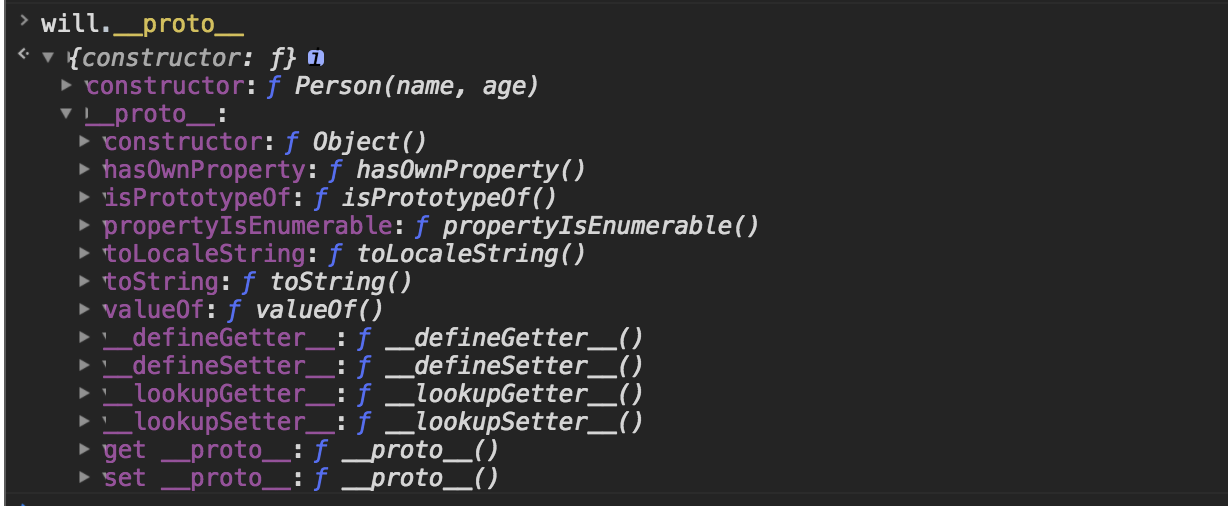 will.__proto__
{constructor: ƒ} i
constructor: ƒ Person(name, age)
__proto__:
constructor: ƒ Object()
hasOwnProperty: ƒ hasOwnProperty()
isPrototypeOf: ƒ isPrototypeOf()
propertyIsEnumerable: ƒ propertyIsEnumerable()
toLocaleString: ƒ toLocaleString()
toString: ƒ toString()
valueOf: ƒ valueOf()
__defineGetter__: ƒ __defineGetter__()
__defineSetter__: ƒ __defineSetter__()
__lookupGetter__: ƒ __lookupGetter__()
__lookupSetter__: ƒ __lookupSetter__()
get __proto__: ƒ __proto__()
set __proto__: ƒ __proto__()